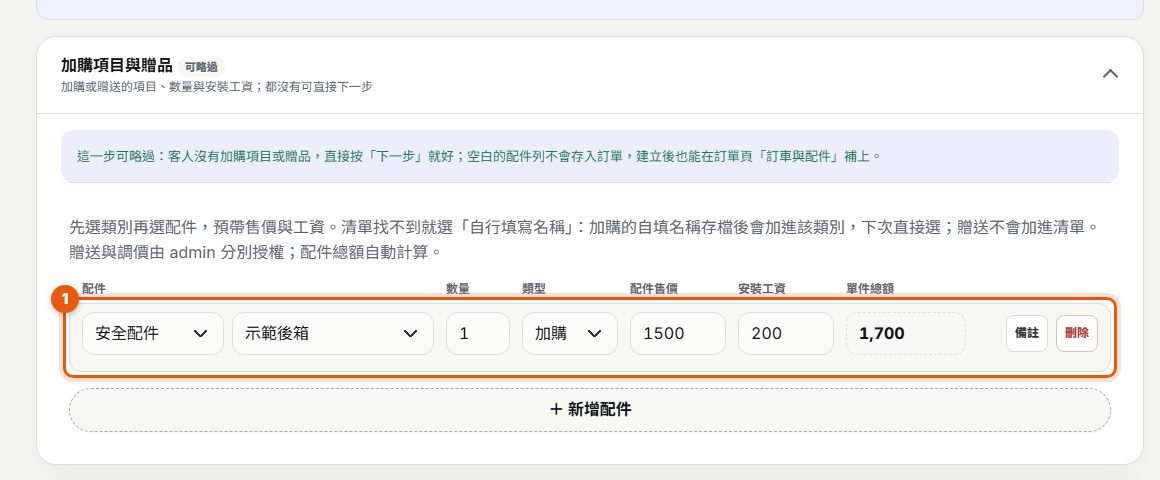 加購項目與贈品 可略過
加購或贈送的項目、數量與安裝工資；都沒有可直接下一步
這一步可略過：客人沒有加購項目或贈品，直接按「下一步」就好；空白的配件列不會存入訂單，建立後也能在訂單頁「訂車與配件」補上。
先選類別再選配件，預帶售價與工資。清單找不到就選「自行填寫名稱」：加購的自填名稱存檔後會加進該類別，下次直接選；贈送不會加進清單。
贈送與調價由 admin 分別授權；配件總額自動計算。
1
配件 數量 類型 配件售價 安裝工資 單件總額
安全配件 示範後箱 1 加購 1500 200 1,700 備註 刪除
＋ 新增配件